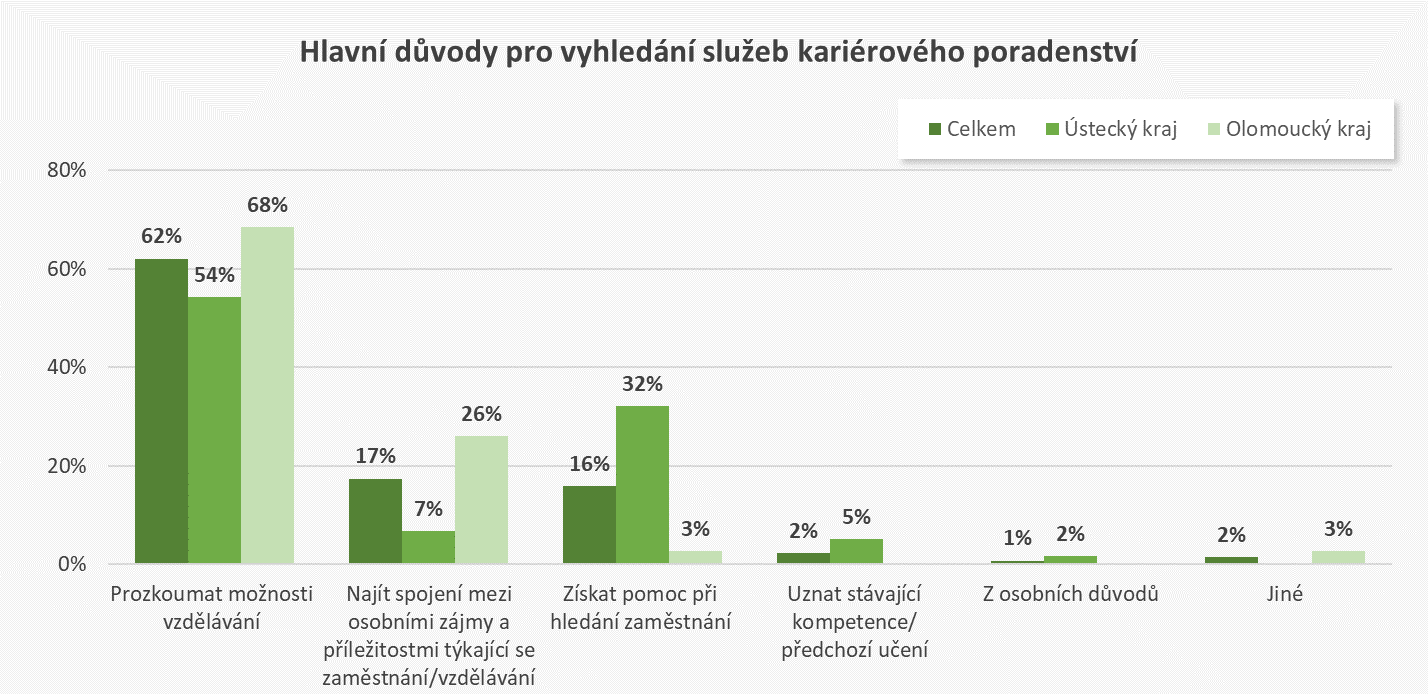 Hlavní důvody pro vyhledání služeb kariérového poradenství
Celkem Ústecký kraj Olomoucký kraj
80%
60%
40%
20%
0%
62% 54% 68%
17% 7% 26%
16% 32% 3%
2% 5%
1% 2%
2% 3%
Prozkoumat možnosti
vzdělávání
Najít spojení mezi
osobními zájmy a
příležitostmi týkající se
zaměstnání/vzdělávání
Získat pomoc při
hledání zaměstnání
Uznat stávající
kompetence/
předchozí učení
Z osobních důvodů
Jiné